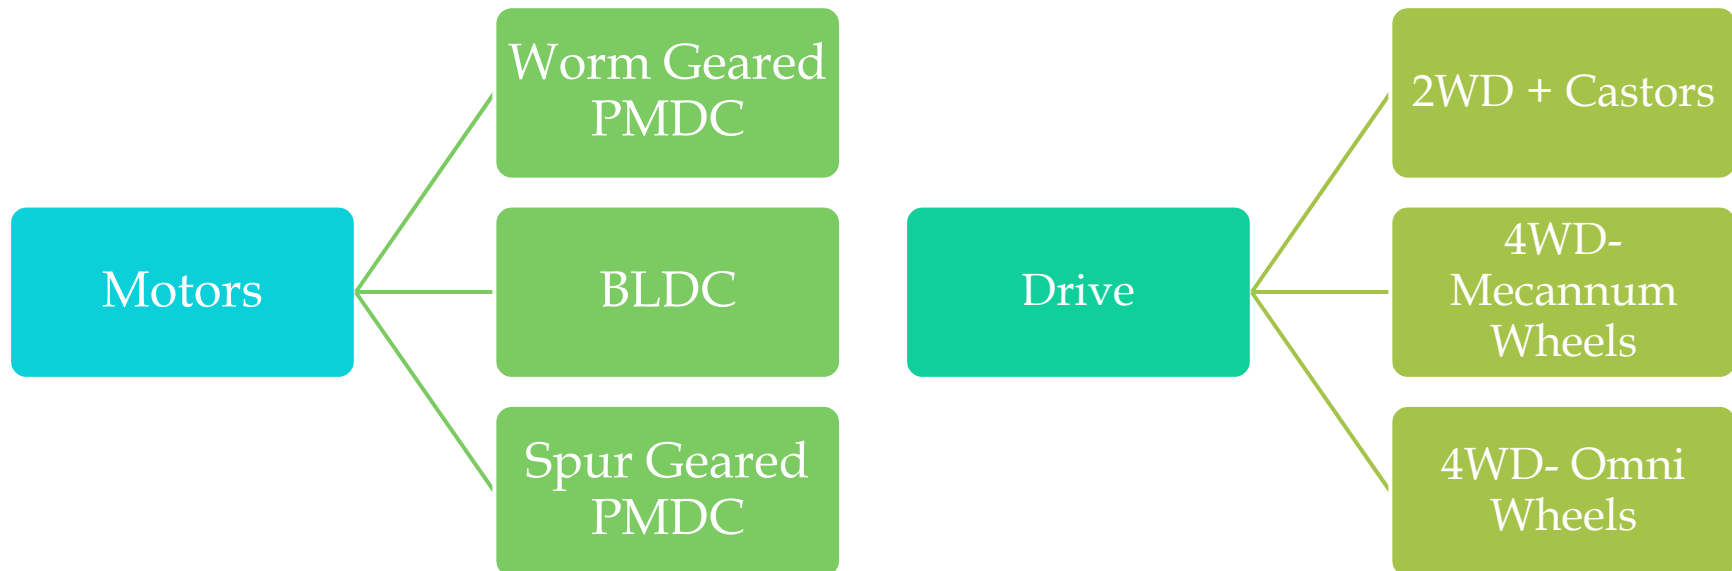 Motors
Worm Geared
PMDC
BLDC
Spur Geared
PMDC
Drive
2WD + Castors
4WD-
Mecannum
Wheels
4WD- Omni
Wheels